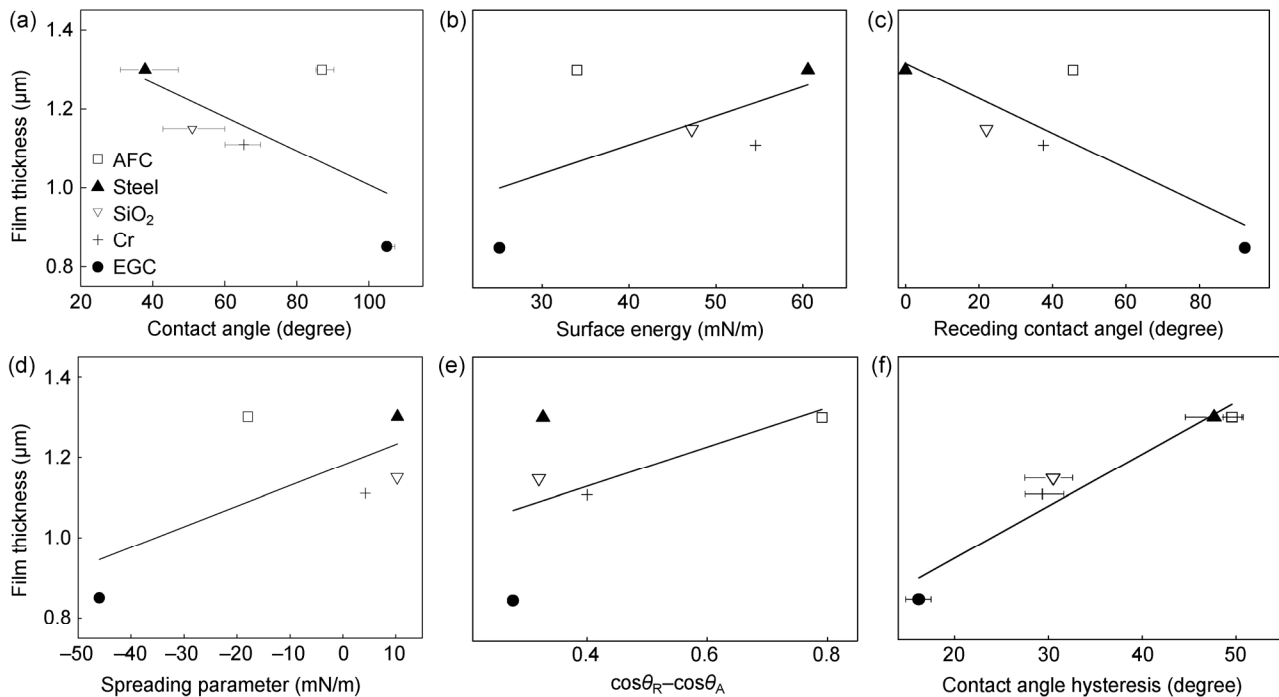 (a)
1.4
1.2
1.0
0.8
Film thickness (μm)
AFC
Steel
SiO₂
Cr
EGC
20 40 60 80 100
Contact angle (degree)
(b)
30 40 50 60
Surface energy (mN/m)
(c)
0 20 40 60 80
Receding contact angel (degree)
(d)
1.4
1.2
1.0
0.8
Film thickness (μm)
–50 –40 –30 –20 –10 0 10
Spreading parameter (mN/m)
(e)
0.4 0.6 0.8
cosθR–cosθA
(f)
20 30 40 50
Contact angle hysteresis (degree)